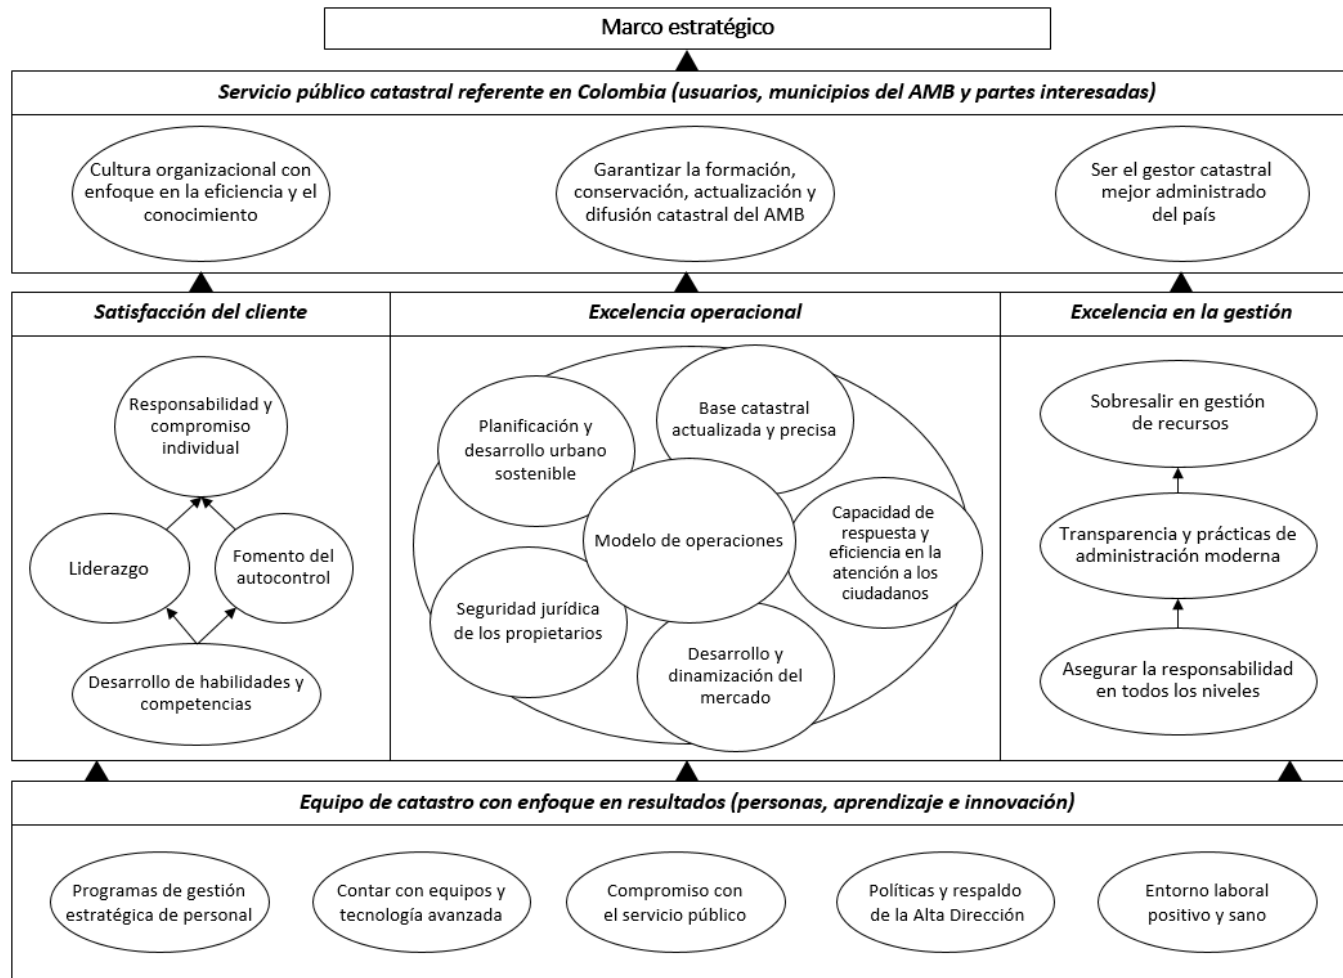 Marco estratégico
Servicio público catastral referente en Colombia (usuarios, municipios del AMB y partes interesadas)
Cultura organizacional con
enfoque en la eficiencia y el
conocimiento
Garantizar la formación,
conservación, actualización y
difusión catastral del AMB
Ser el gestor catastral
mejor administrado
del país
Satisfacción del cliente
Responsabilidad y
compromiso
individual
Liderazgo
Fomento del
autocontrol
Desarrollo de habilidades y
competencias
Excelencia operacional
Planificación y
desarrollo urbano
sostenible
Base catastral
actualizada y precisa
Modelo de operaciones
Capacidad de
respuesta y
eficiencia en la
atención a los
ciudadanos
Seguridad jurídica
de los propietarios
Desarrollo y
dinamización del
mercado
Excelencia en la gestión
Sobresalir en gestión
de recursos
Transparencia y prácticas de
administración moderna
Asegurar la responsabilidad
en todos los niveles
Equipo de catastro con enfoque en resultados (personas, aprendizaje e innovación)
Programas de gestión
estratégica de personal
Contar con equipos y
tecnología avanzada
Compromiso con
el servicio público
Políticas y respaldo
de la Alta Dirección
Entorno laboral
positivo y sano